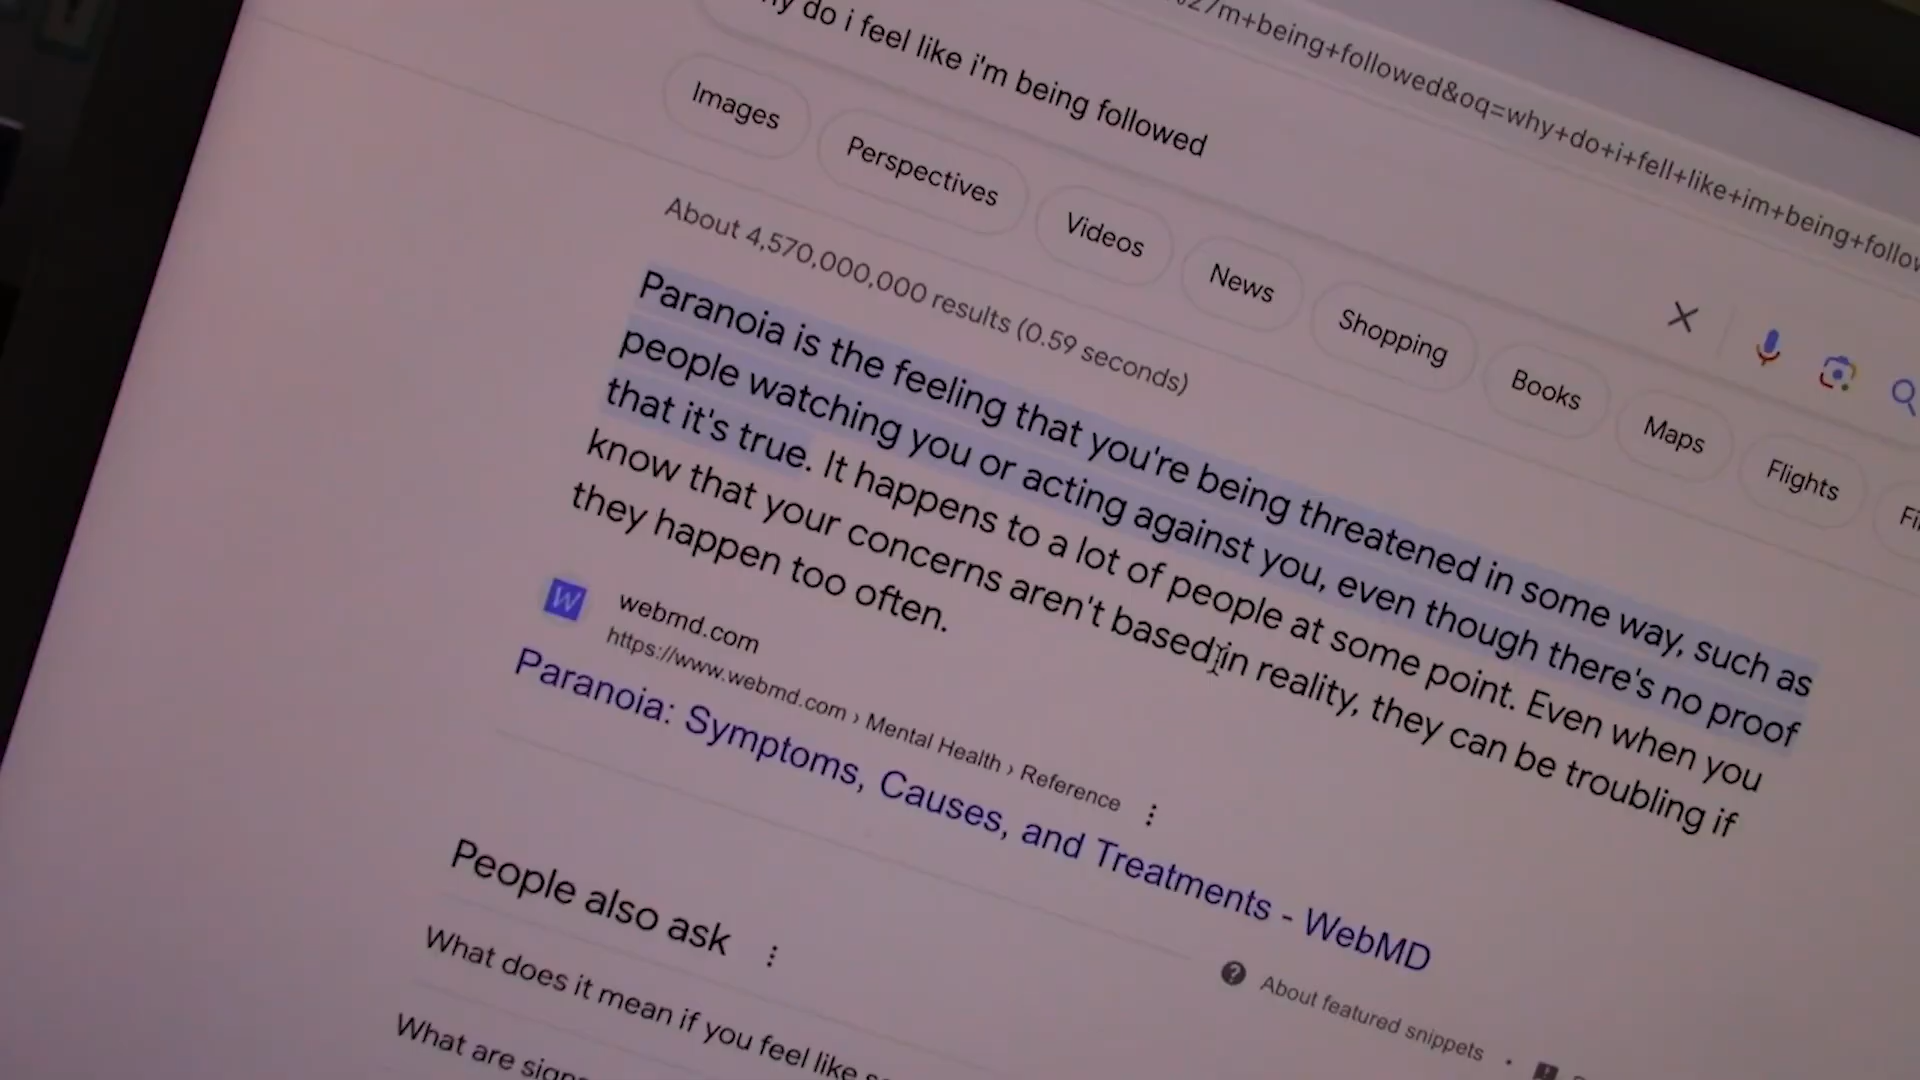 27m+being+followed&oq=why+do+i+fell+like+im+being+follow
do i feel like i'm being followed
Images
Perspectives
Videos
News
Shopping
Books
Maps
Flights
About 4,570,000,000 results (0.59 seconds)
Paranoia is the feeling that you're being threatened in some way, such as
people watching you or acting against you, even though there's no proof
that it's true. It happens to a lot of people at some point. Even when you
know that your concerns aren't based in reality, they can be troubling if
they happen too often.
W
webmd.com
https://www.webmd.com › Mental Health › Reference
Paranoia: Symptoms, Causes, and Treatments - WebMD
About featured snippets
People also ask
What does it mean if you feel like
What are